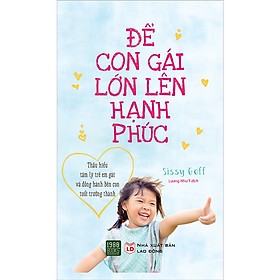 ĐỂ
CON GÁI
LỚN LÊN
HẠNH
PHÚC
Thấu hiểu
tâm lý trẻ em gái
và đồng hành bên con
suốt trưởng thành
Sissy Goff
Lương Như Ý dịch
1980
BOOKS
LĐ
NHÀ XUẤT BẢN
LAO ĐỘNG